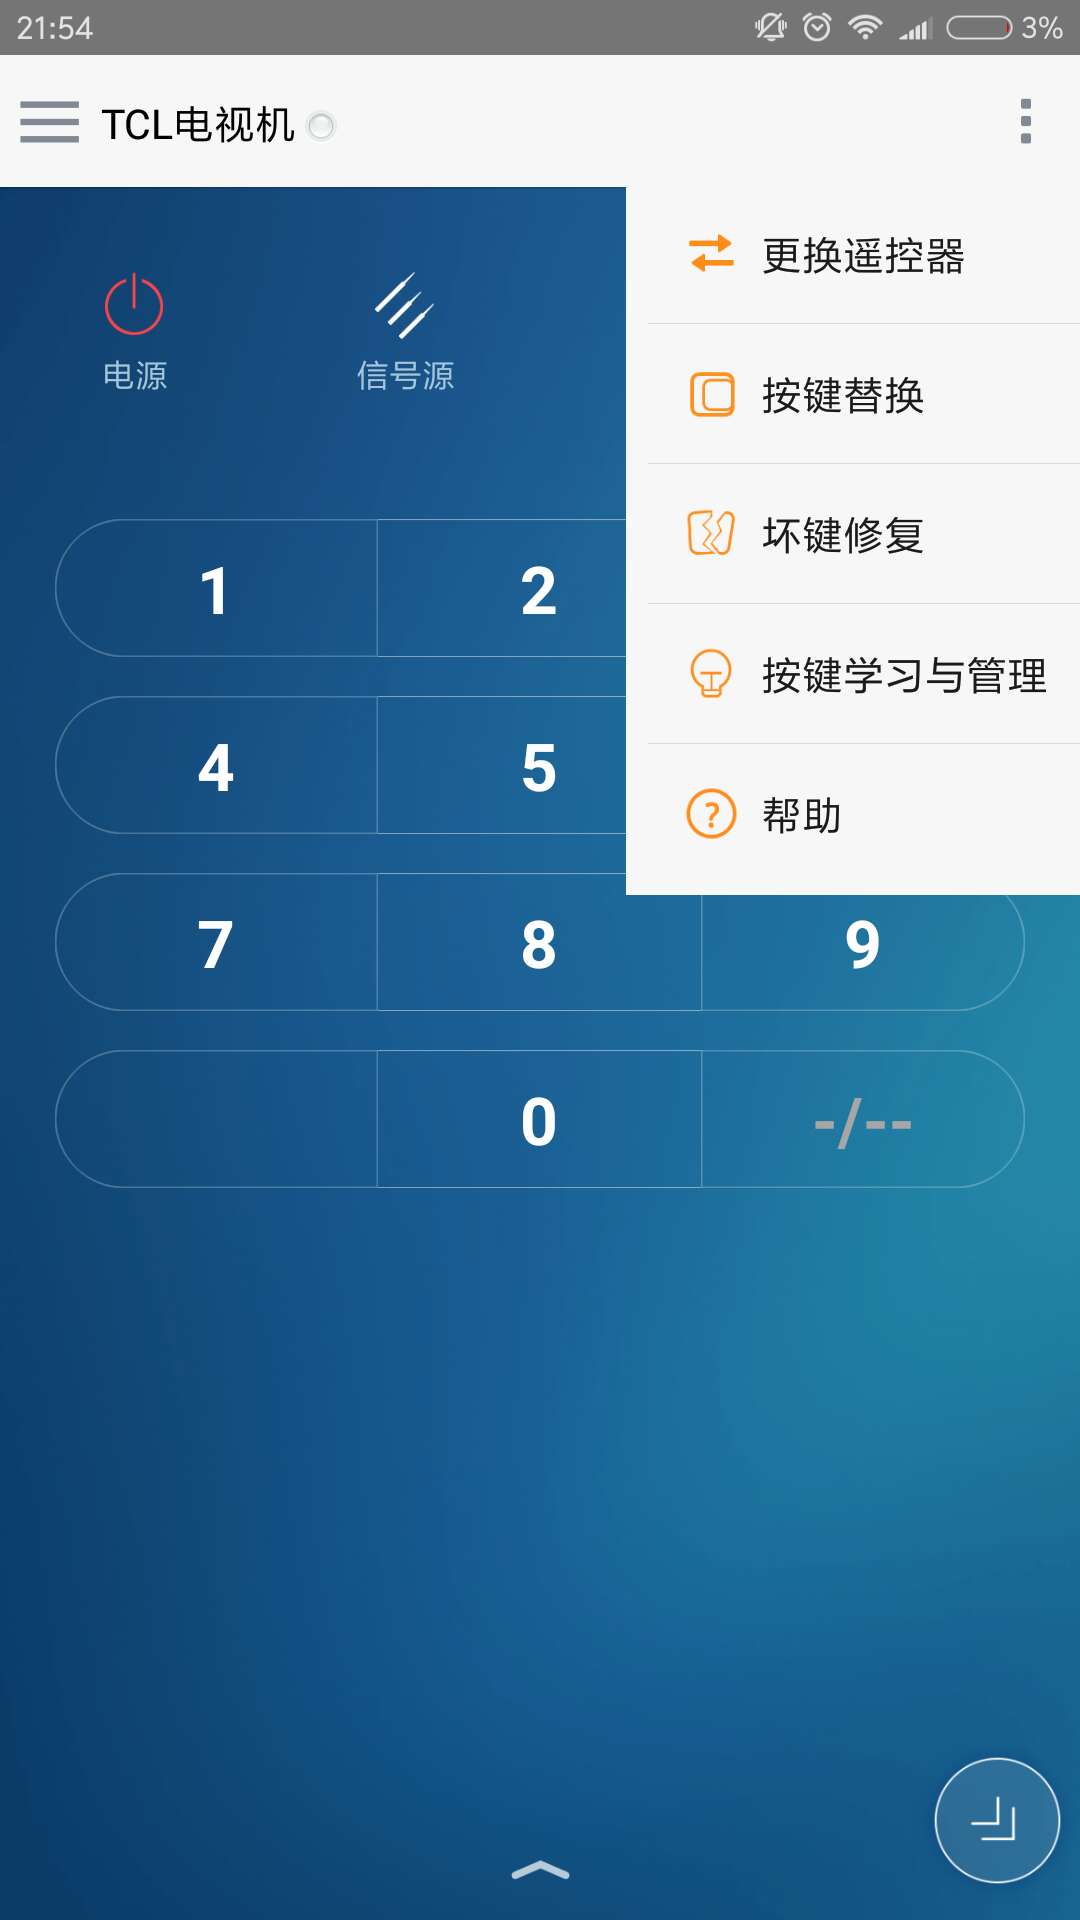 21:54 3%
TCL电视机
电源 信号源
更换遥控器
按键替换
坏键修复
按键学习与管理
? 帮助
1 2
4 5
7 8 9
0 -/--